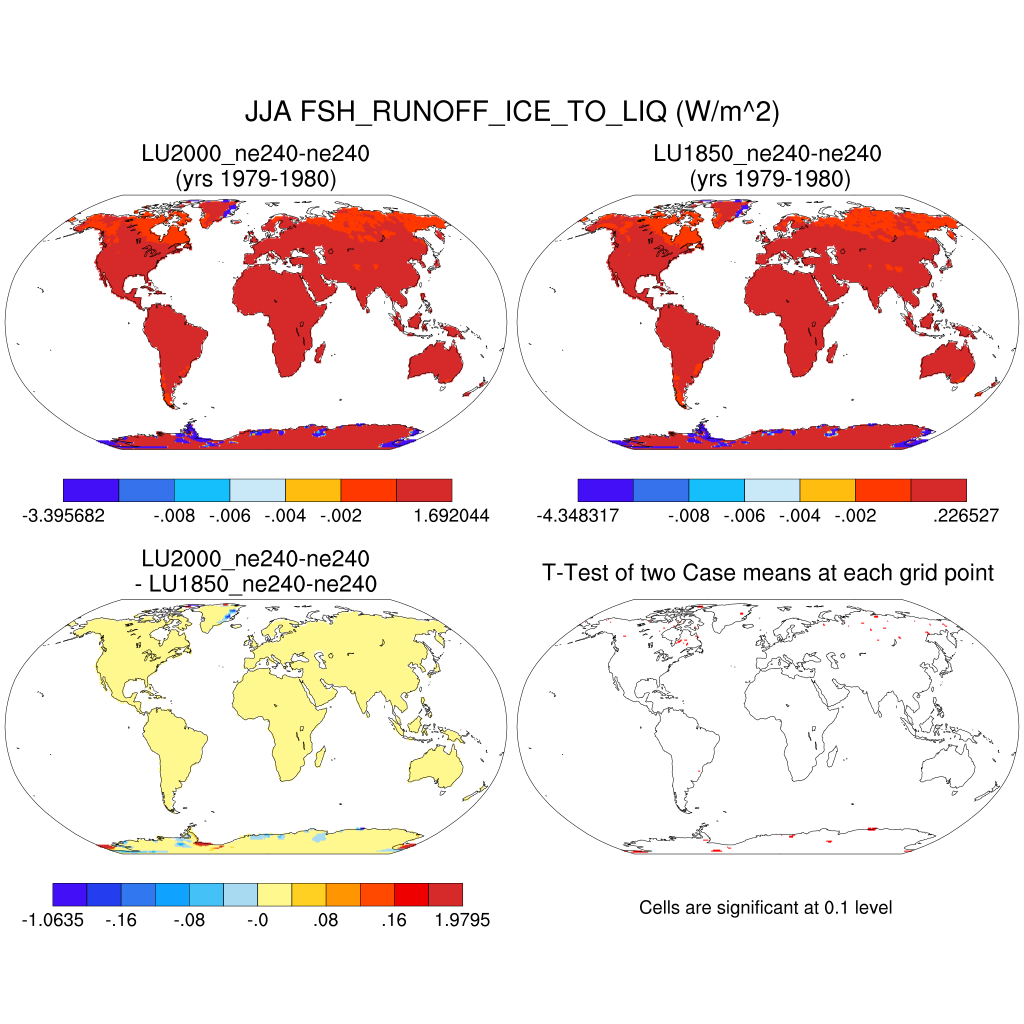 JJA FSH_RUNOFF_ICE_TO_LIQ (W/m^2)
LU2000_ne240-ne240
(yrs 1979-1980)
LU1850_ne240-ne240
(yrs 1979-1980)
-3.395682 -.008 -.006 -.004 -.002 1.692044
-4.348317 -.008 -.006 -.004 -.002 .226527
LU2000_ne240-ne240
- LU1850_ne240-ne240
T-Test of two Case means at each grid point
-1.0635 -.16 -.08 -.0 .08 .16 1.9795
Cells are significant at 0.1 level